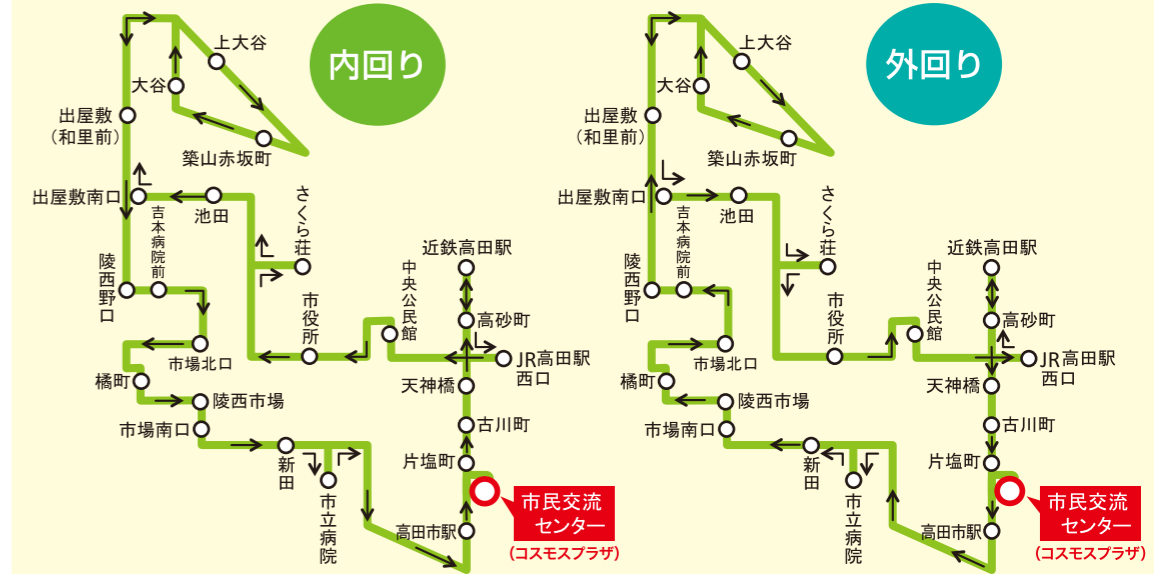 内回り
上大谷
大谷
出屋敷
（和里前）
築山赤坂町
出屋敷南口
池田
さくら荘
吉本病院前
陵西野口
近鉄高田駅
中央公民館
市役所
高砂町
JR高田駅
西口
市場北口
天神橋
橘町
陵西市場
古川町
市場南口
片塩町
新田
市立病院
市民交流
センター
高田市駅
（コスモスプラザ）
外回り
上大谷
大谷
出屋敷
（和里前）
築山赤坂町
出屋敷南口
池田
さくら荘
吉本病院前
陵西野口
近鉄高田駅
中央公民館
市役所
高砂町
JR高田駅
西口
市場北口
天神橋
橘町
陵西市場
古川町
市場南口
片塩町
新田
市立病院
市民交流
センター
高田市駅
（コスモスプラザ）